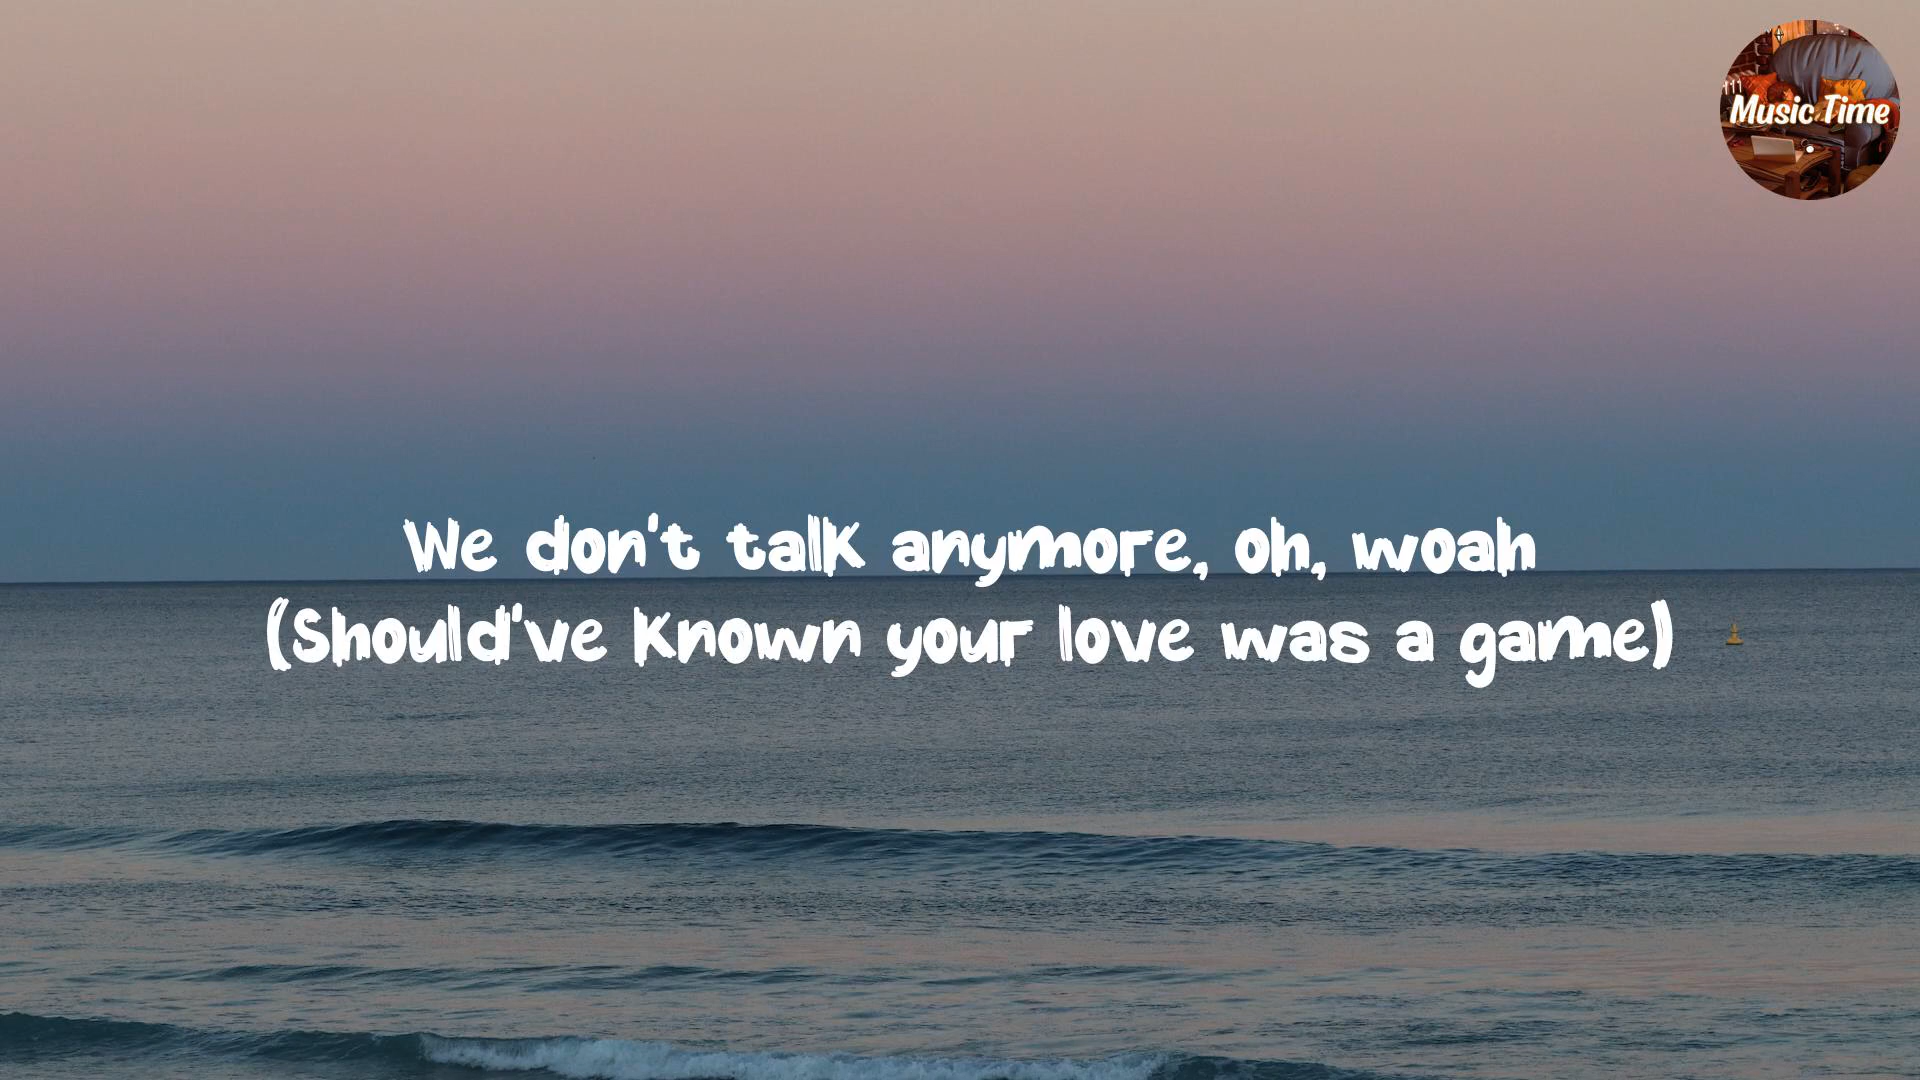 Music Time
We don't talk anymore, oh, woah
(Should've known your love was a game)